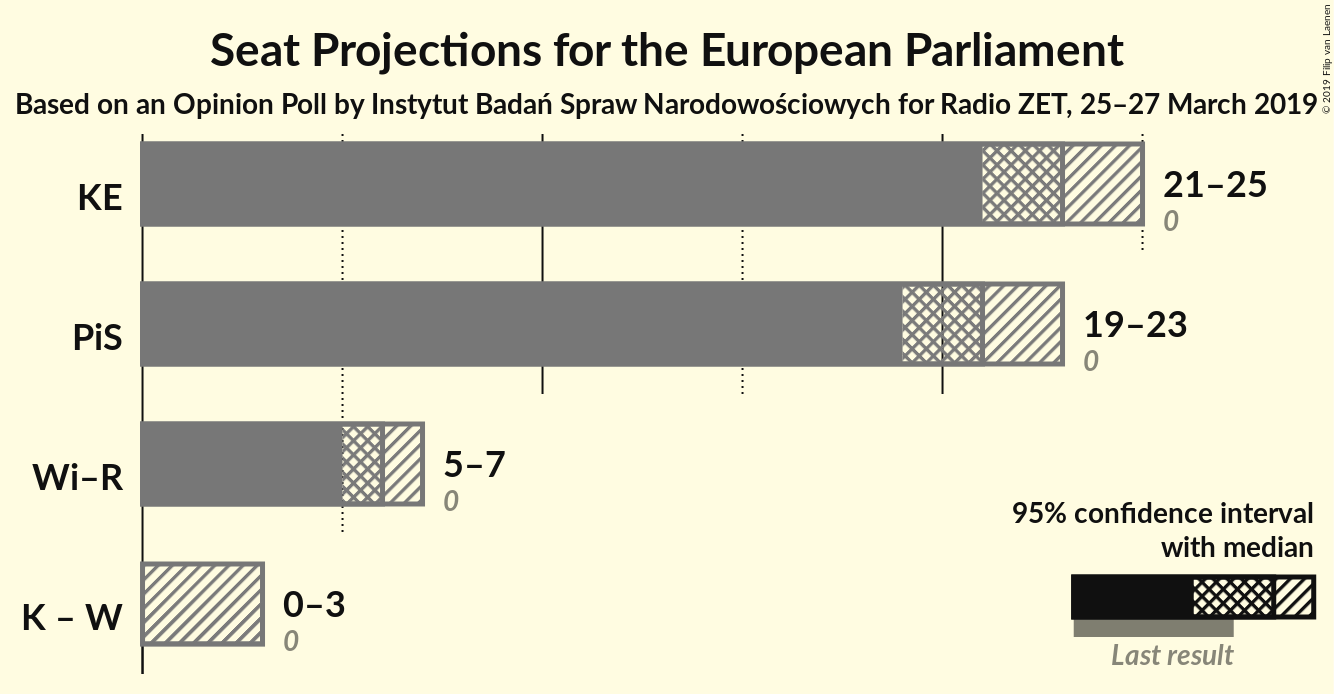 Seat Projections for the European Parliament
Based on an Opinion Poll by Instytut Badań Spraw Narodowościowych for Radio ZET, 25–27 March 2019
© 2019 Filip van Laenen
KE
21–25
0
PiS
19–23
0
Wi–R
5–7
0
K – W
0–3
0
95% confidence interval
with median
Last result